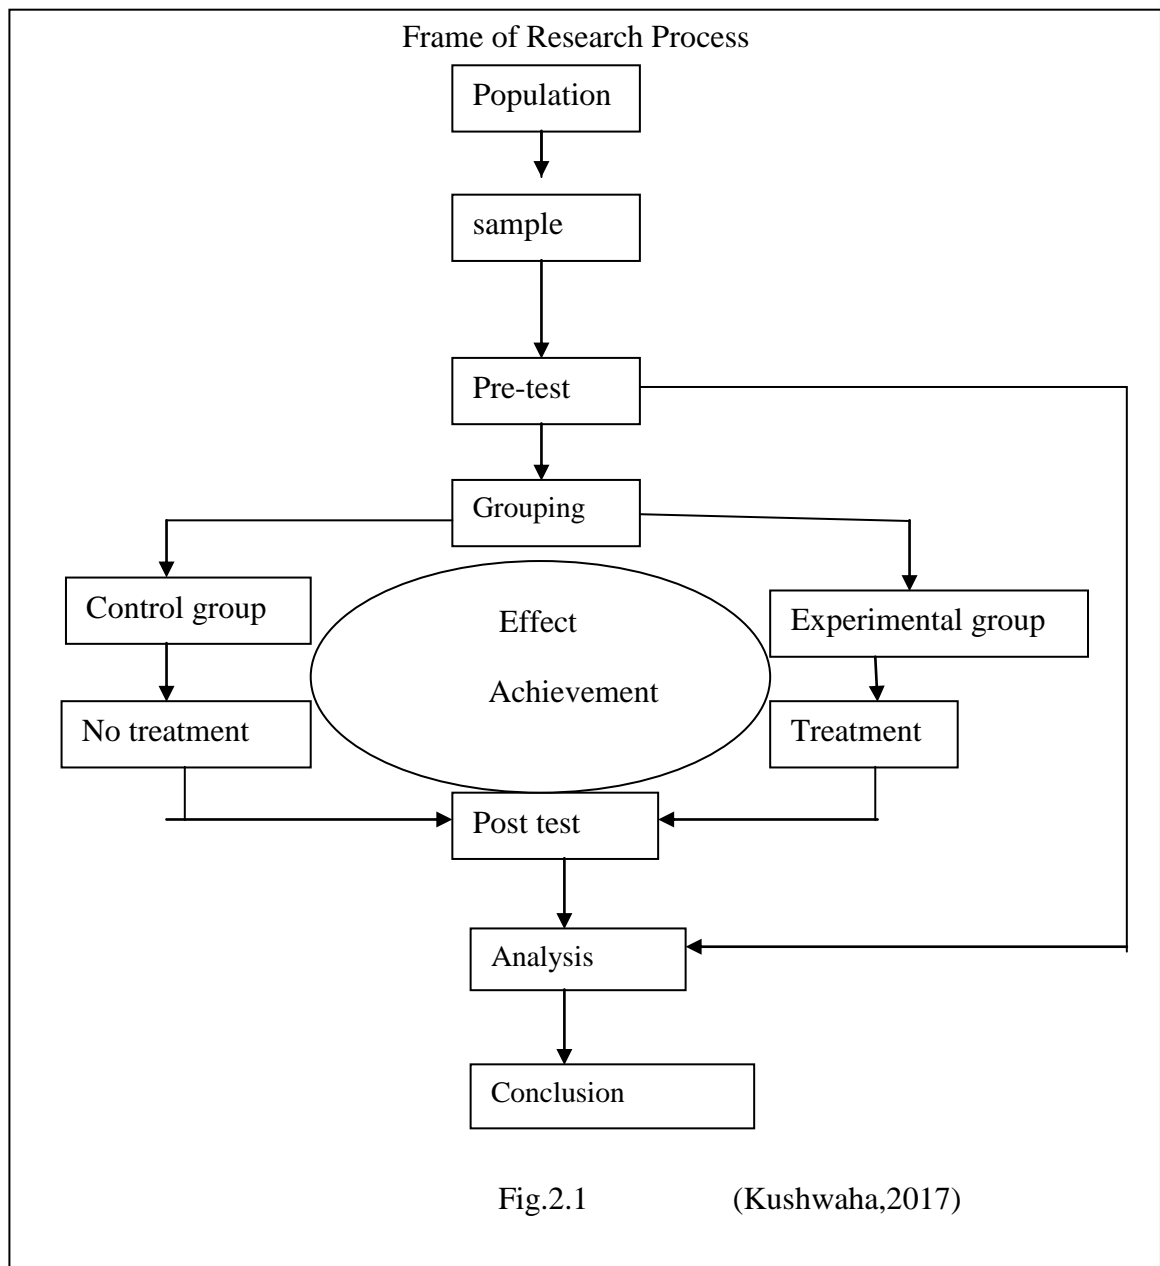 Frame of Research Process
Population
sample
Pre-test
Grouping
Control group
Effect
Experimental group
Achievement
No treatment
Treatment
Post test
Analysis
Conclusion
Fig.2.1 (Kushwaha,2017)